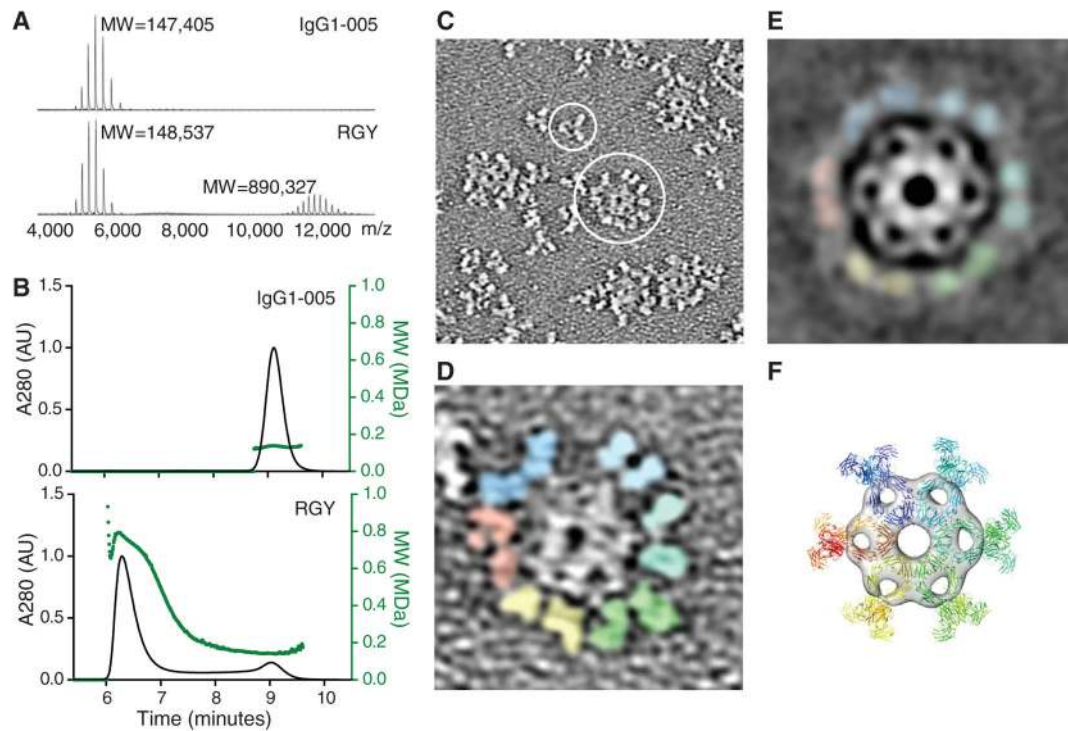 A
MW=147,405
IgG1-005
MW=148,537
RGY
MW=890,327
4,000 6,000 8,000 10,000 12,000 m/z
B
1.5
1.0
0.5
0.0
A280 (AU)
IgG1-005
1.0
0.8
0.6
0.4
0.2
0
MW (MDa)
1.5
1.0
0.5
0.0
A280 (AU)
RGY
1.0
0.8
0.6
0.4
0.2
0
MW (MDa)
6 7 8 9 10
Time (minutes)
C
D
E
F